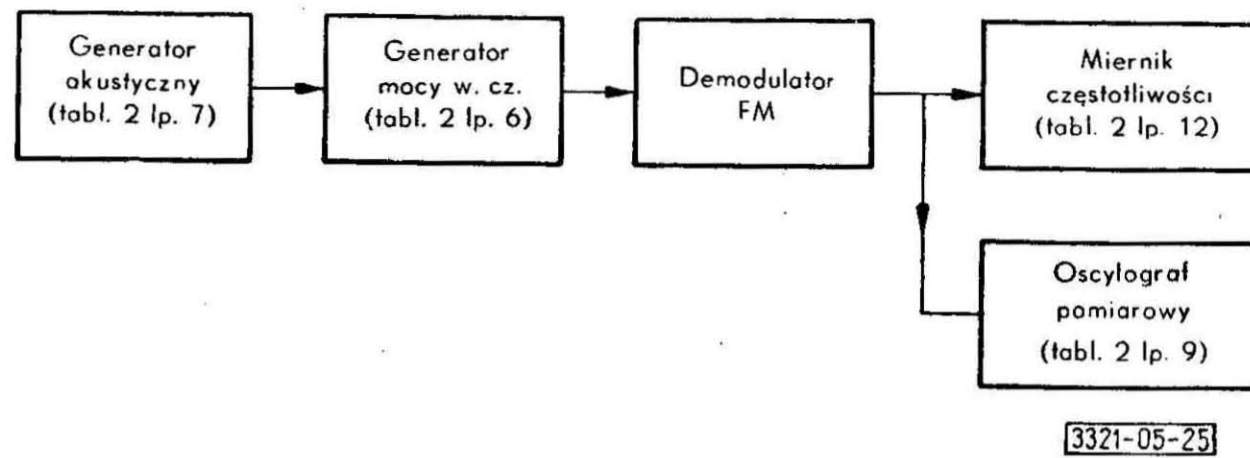 Generator
akustyczny
(tabl. 2 lp. 7)
Generator
mocy w. cz.
(tabl. 2 lp. 6)
Demodulator
FM
Miernik
częstotliwości
(tabl. 2 lp. 12)
Oscylograf
pomiarowy
(tabl. 2 lp. 9)
3321-05-25